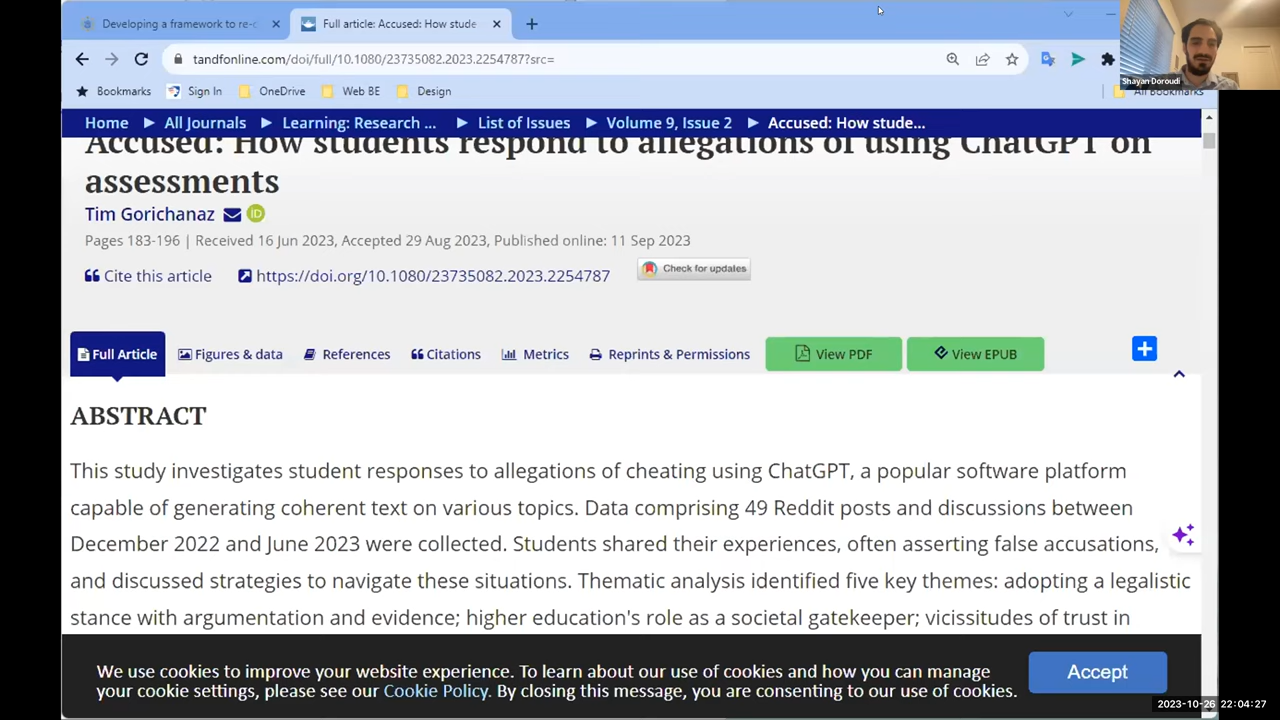 Developing a framework to re-c
Full article: Accused: How stude
tandfonline.com/doi/full/10.1080/23735082.2023.2254787?src=
Shayan Doroudi
Bookmarks
Sign In
OneDrive
Web BE
All Bookmarks
Home
All Journals
Learning: Research ...
List of Issues
Volume 9, Issue 2
Accused: How stude...
Accused: How students respond to allegations of using ChatGPT on
assessments
Tim Gorichanaz
iD
Pages 183-196 | Received 16 Jun 2023, Accepted 29 Aug 2023, Published online: 11 Sep 2023
Cite this article
https://doi.org/10.1080/23735082.2023.2254787
Check for updates
Full Article
Figures & data
References
Citations
Metrics
Reprints & Permissions
View PDF
View EPUB
ABSTRACT
This study investigates student responses to allegations of cheating using ChatGPT, a popular software platform
capable of generating coherent text on various topics. Data comprising 49 Reddit posts and discussions between
December 2022 and June 2023 were collected. Students shared their experiences, often asserting false accusations,
and discussed strategies to navigate these situations. Thematic analysis identified five key themes: adopting a legalistic
stance with argumentation and evidence; higher education's role as a societal gatekeeper; vicissitudes of trust in
We use cookies to improve your website experience. To learn about our use of cookies and how you can manage
your cookie settings, please see our Cookie Policy. By closing this message, you are consenting to our use of cookies.
Accept
2023-10-26 22:04:27